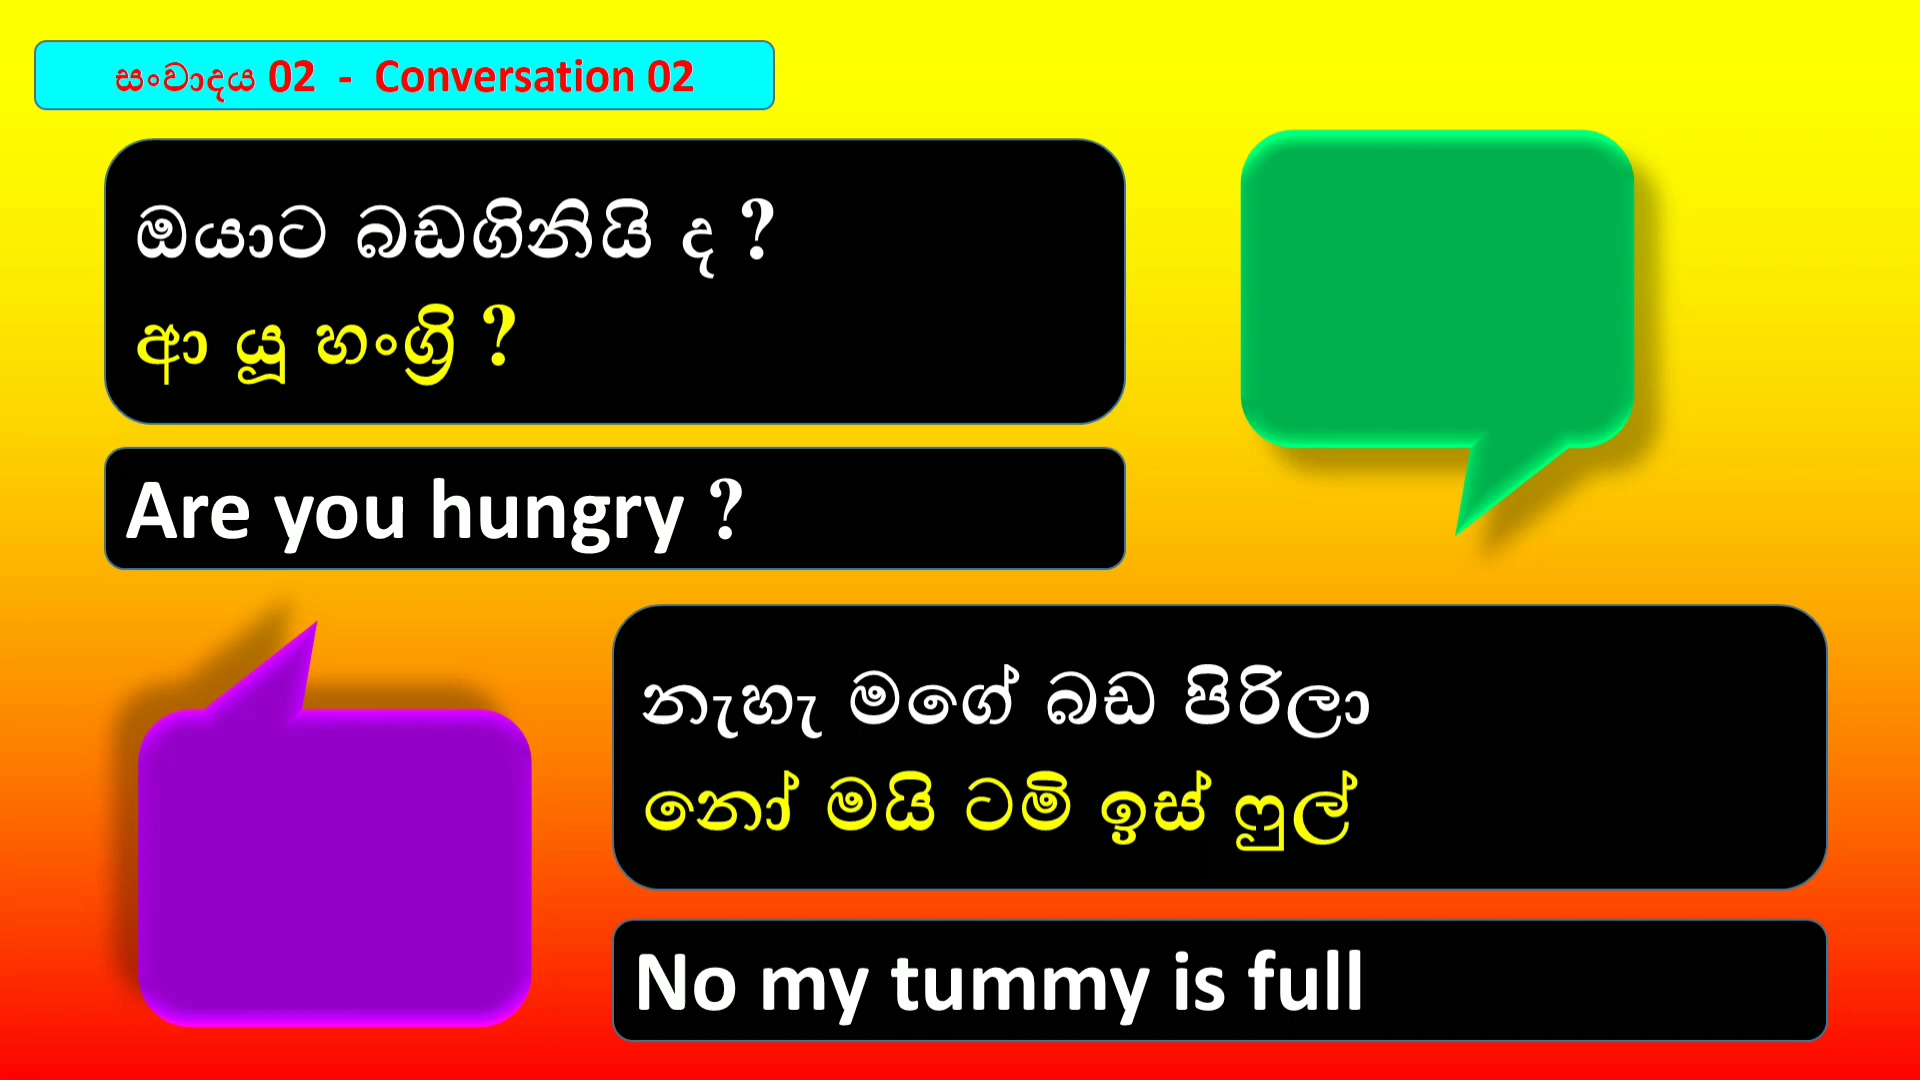 සංවාදය 02 - Conversation 02
ඔයාට බඩගිනියි ද ?
ආ යූ හංග්‍රි ?
Are you hungry ?
නැහැ මගේ බඩ පිරිලා
නෝ මයි ටමි ඉස් ෆුල්
No my tummy is full